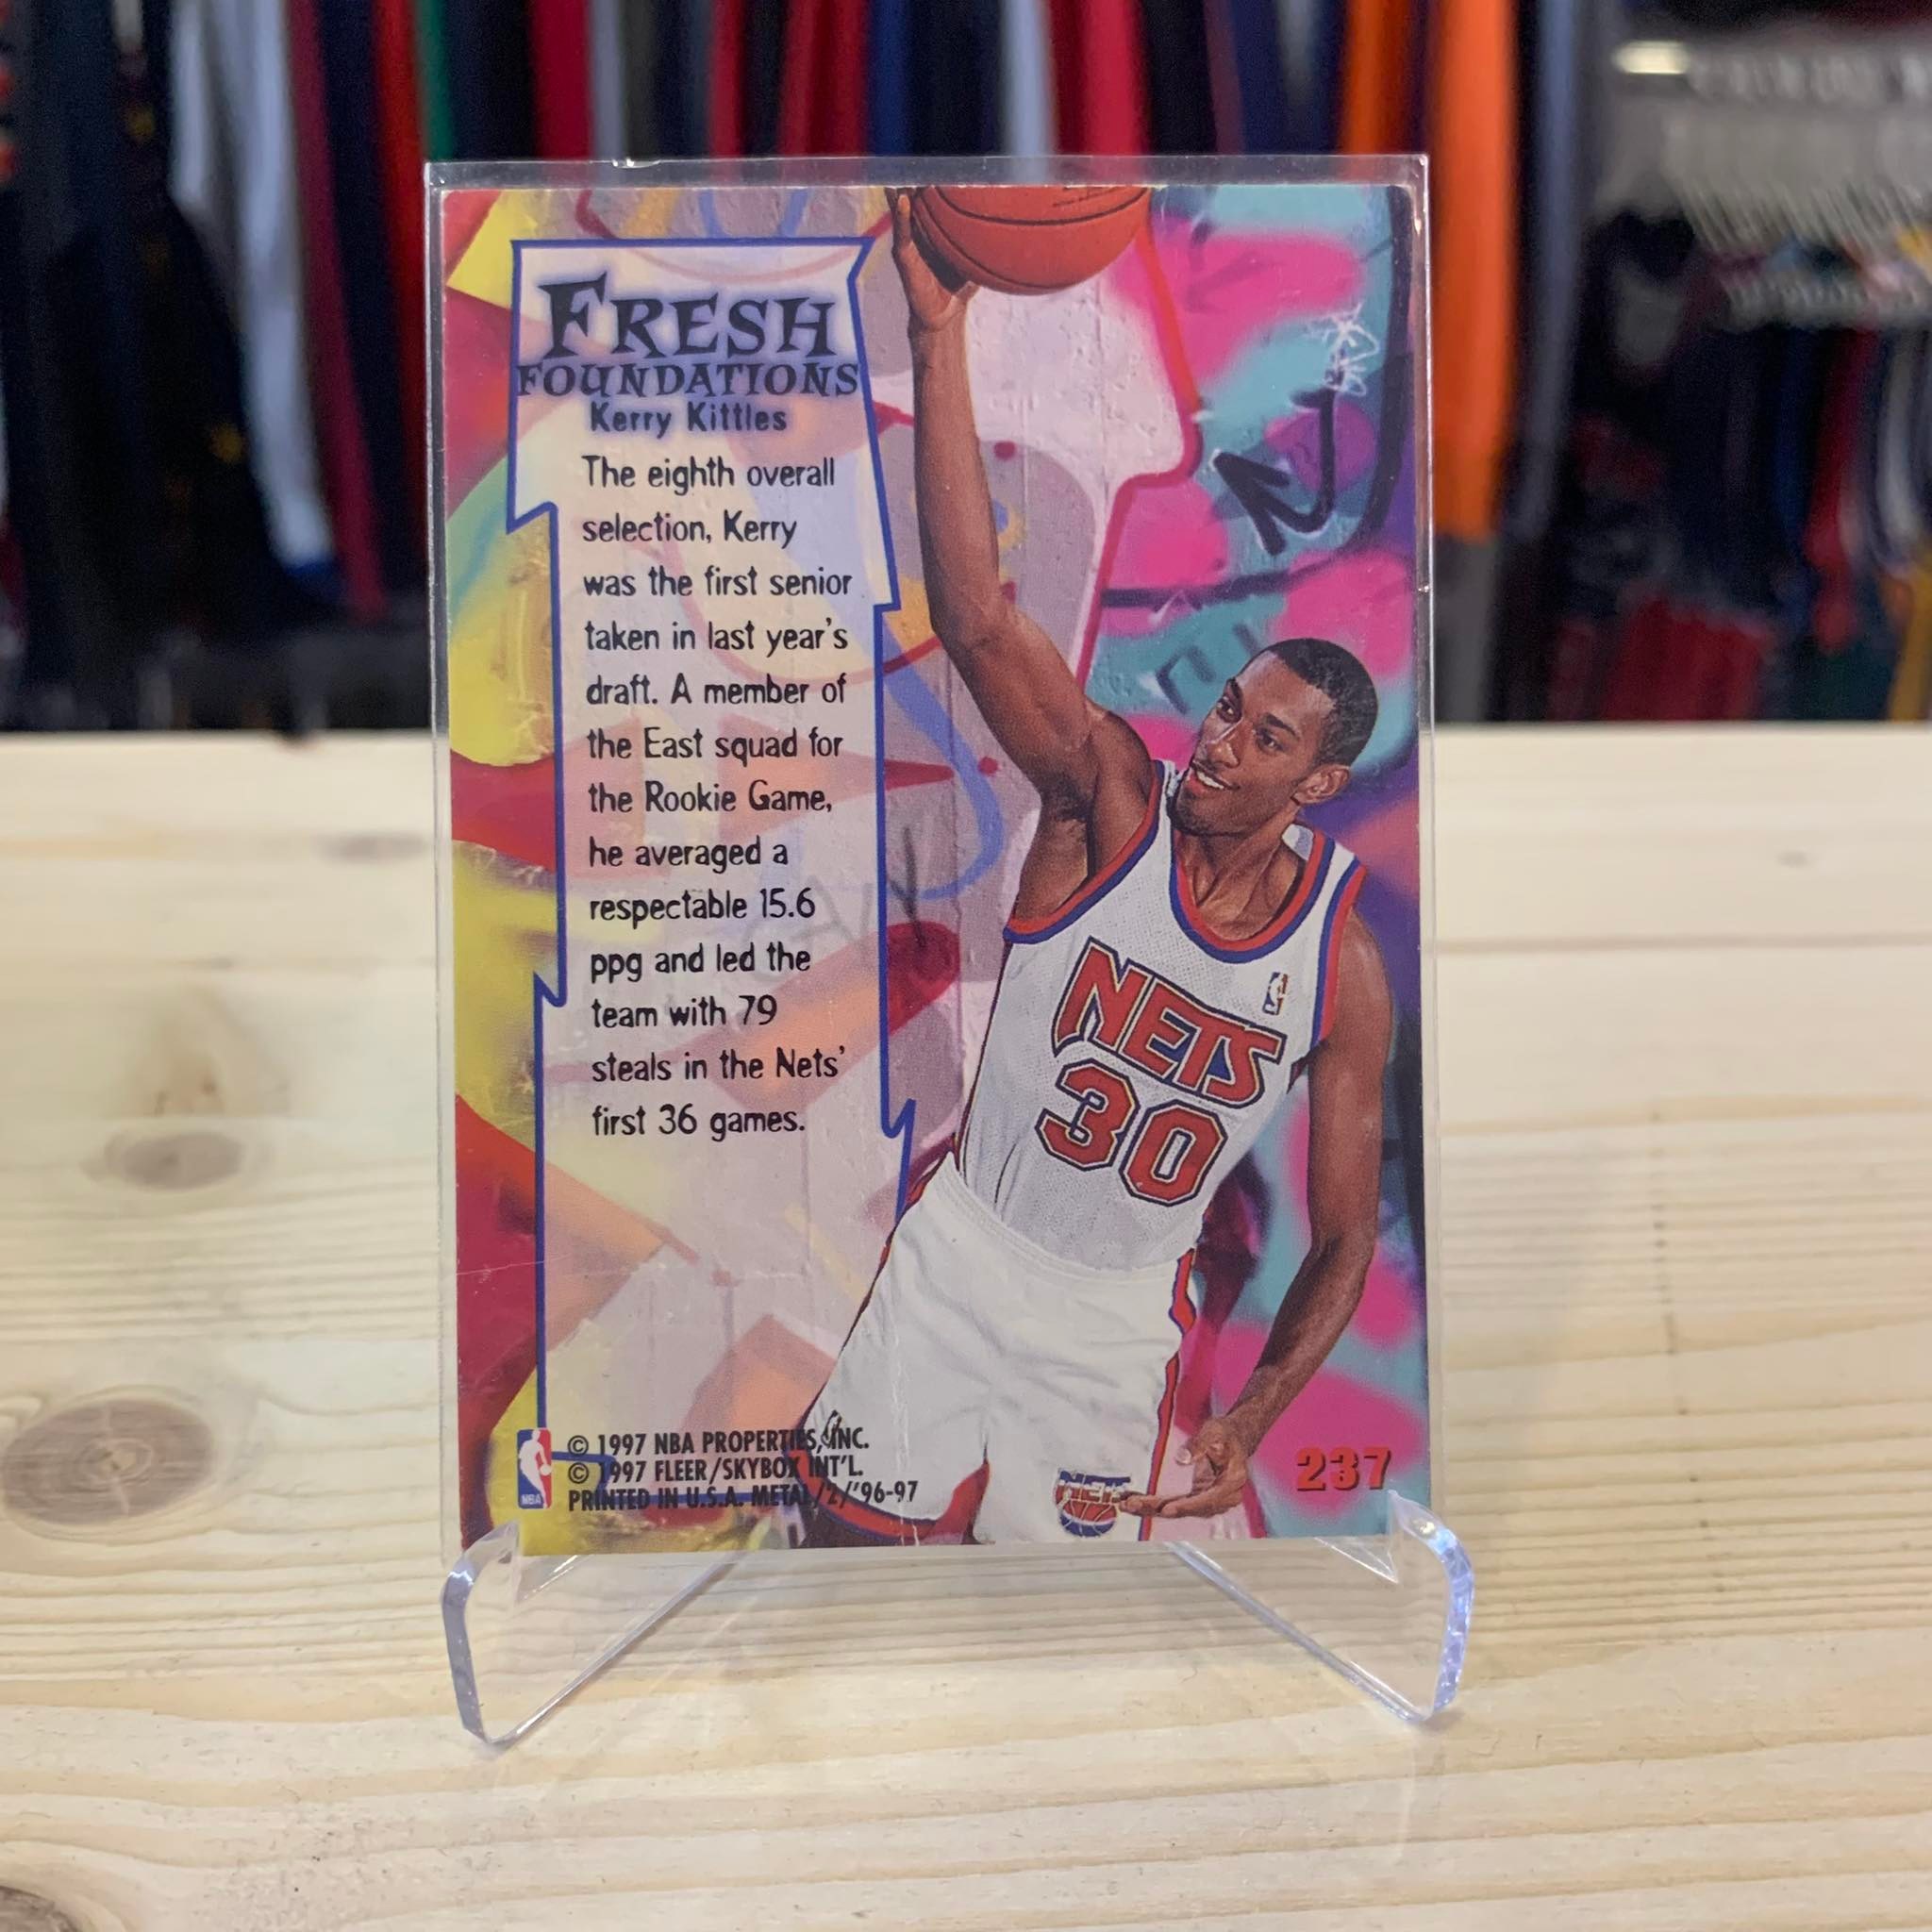 FRESH
FOUNDATIONS
Kerry Kittles
The eighth overall
selection, Kerry
was the first senior
taken in last year's
draft. A member of
the East squad for
the Rookie Game,
he averaged a
respectable 15.6
ppg and led the
team with 79
steals in the Nets'
first 36 games.
NETS
30
© 1997 NBA PROPERTIES, INC.
© 1997 FLEER/SKYBOX INT'L.
PRINTED IN U.S.A. METAL/2/'96-97
NBA
NETS
237